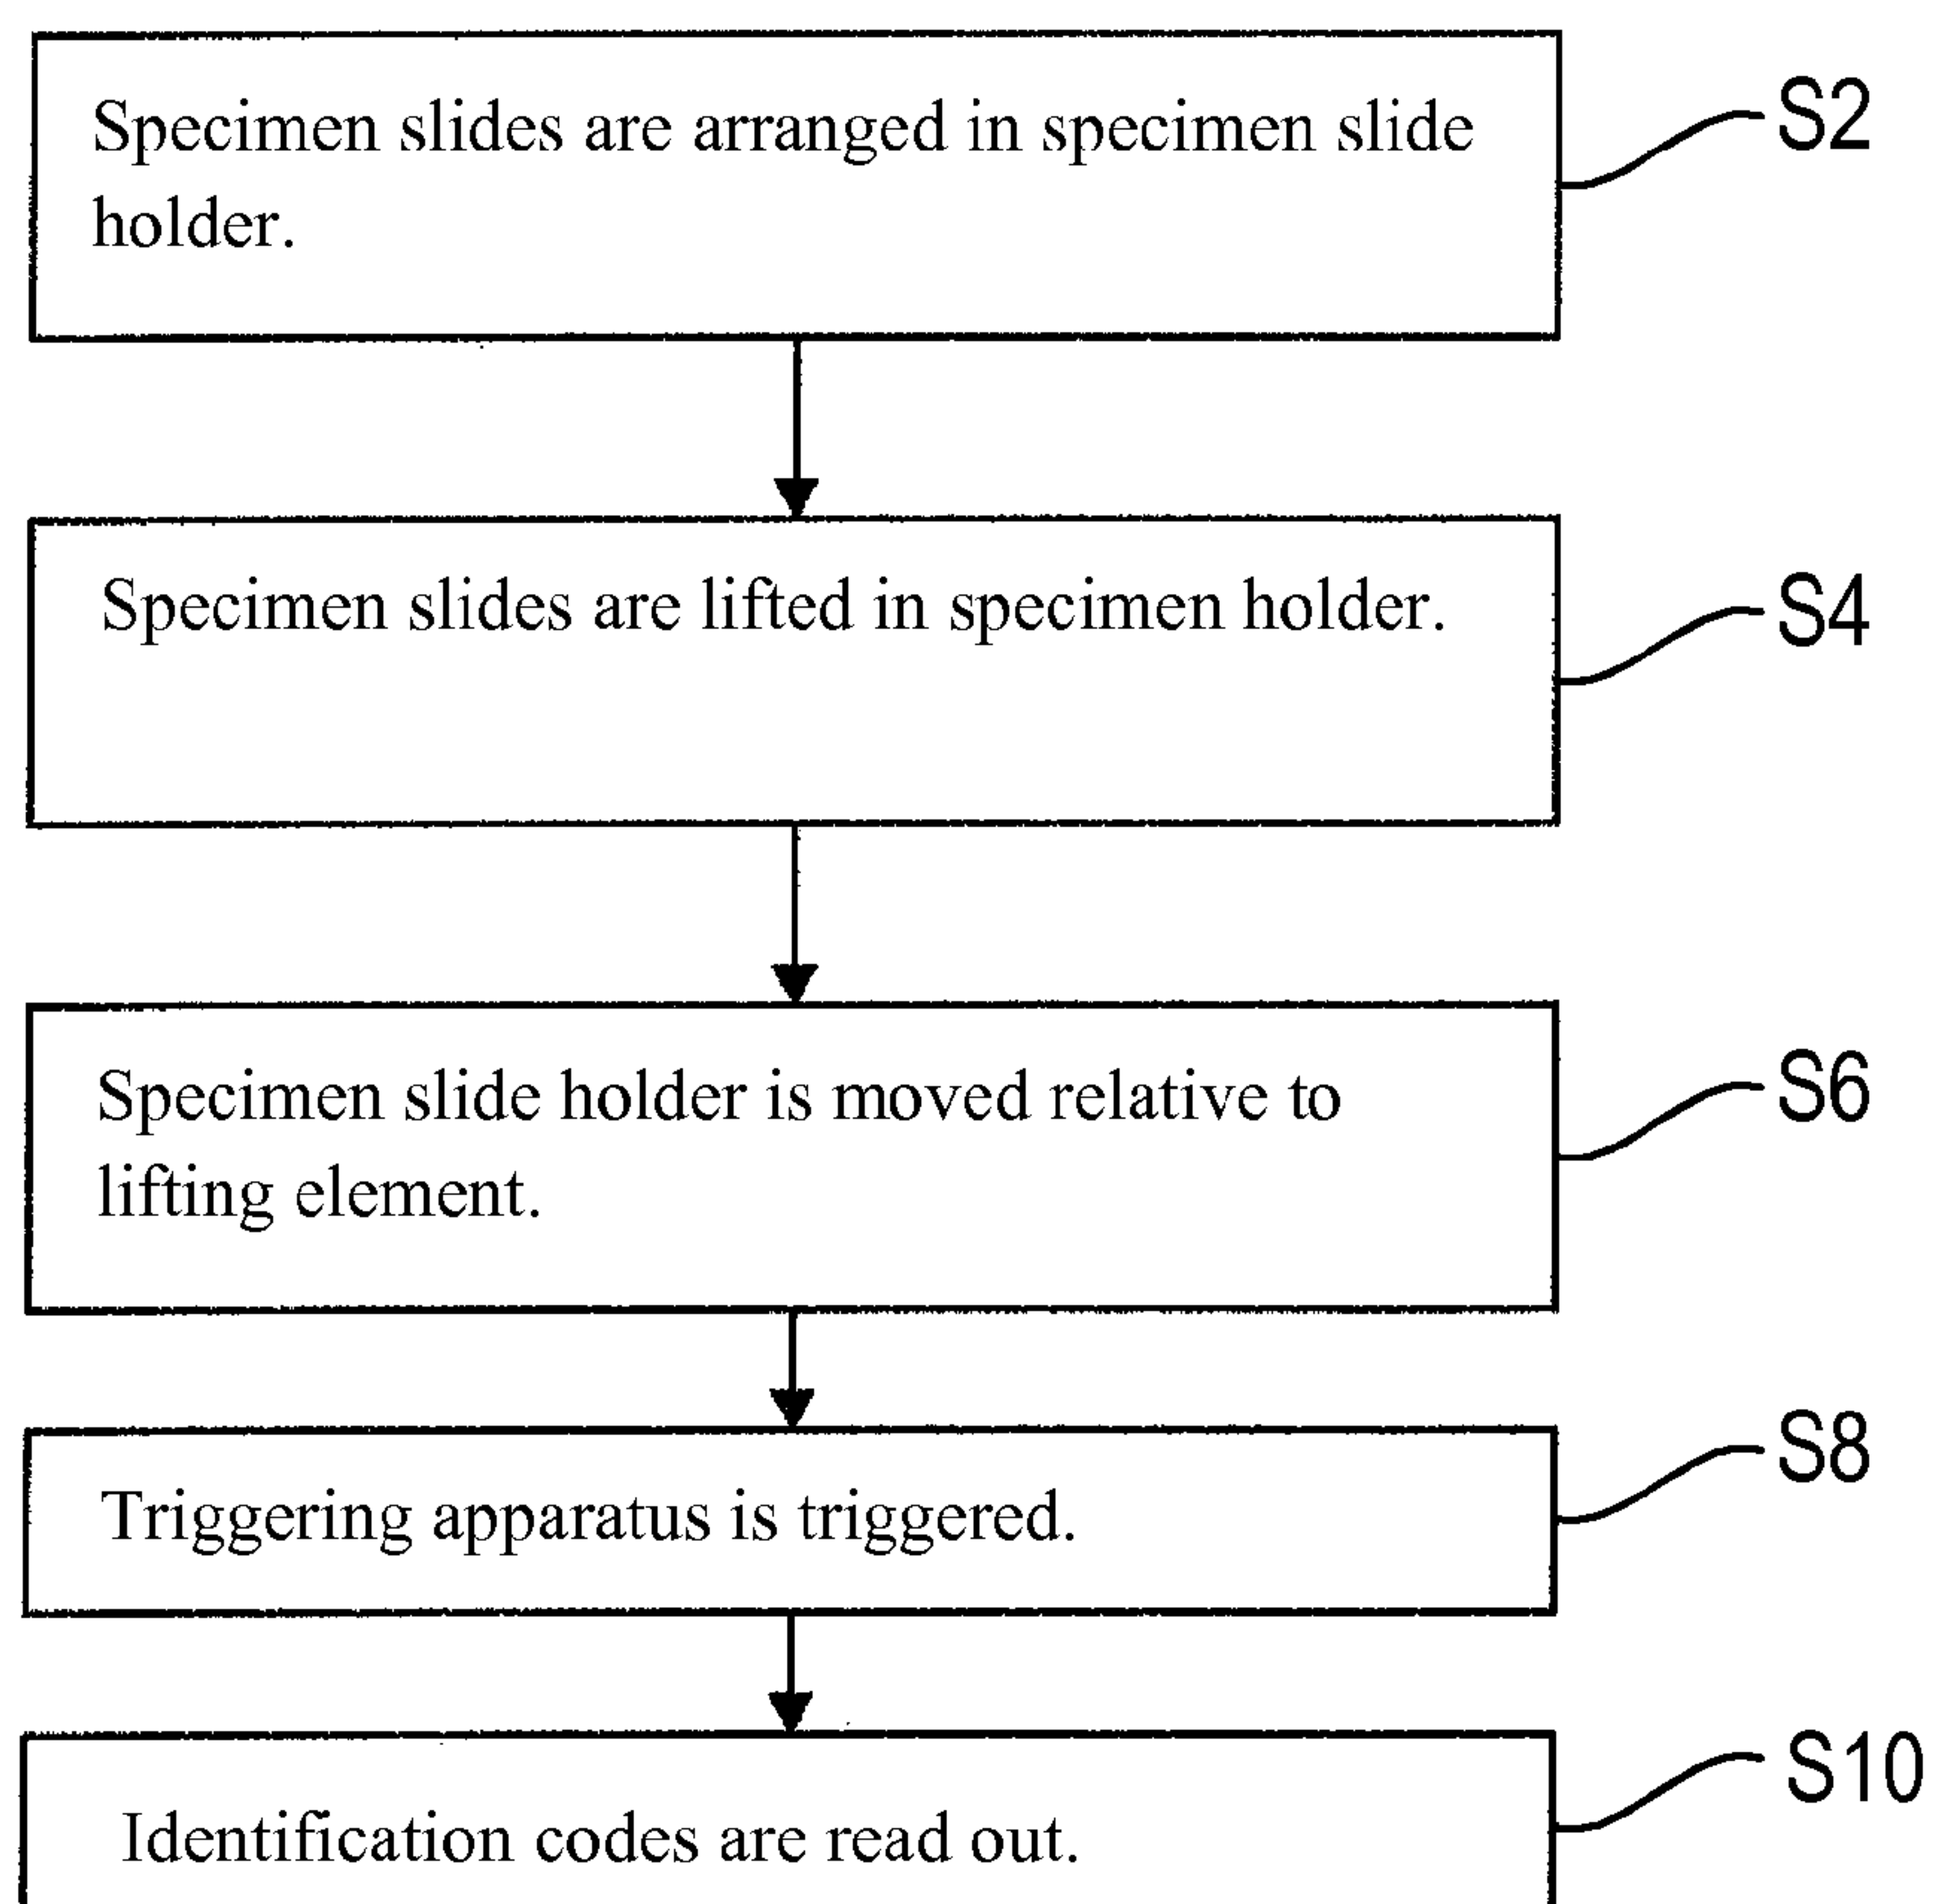 Specimen slides are arranged in specimen slide
holder.
S2
Specimen slides are lifted in specimen holder.
S4
Specimen slide holder is moved relative to
lifting element.
S6
Triggering apparatus is triggered.
S8
Identification codes are read out.
S10